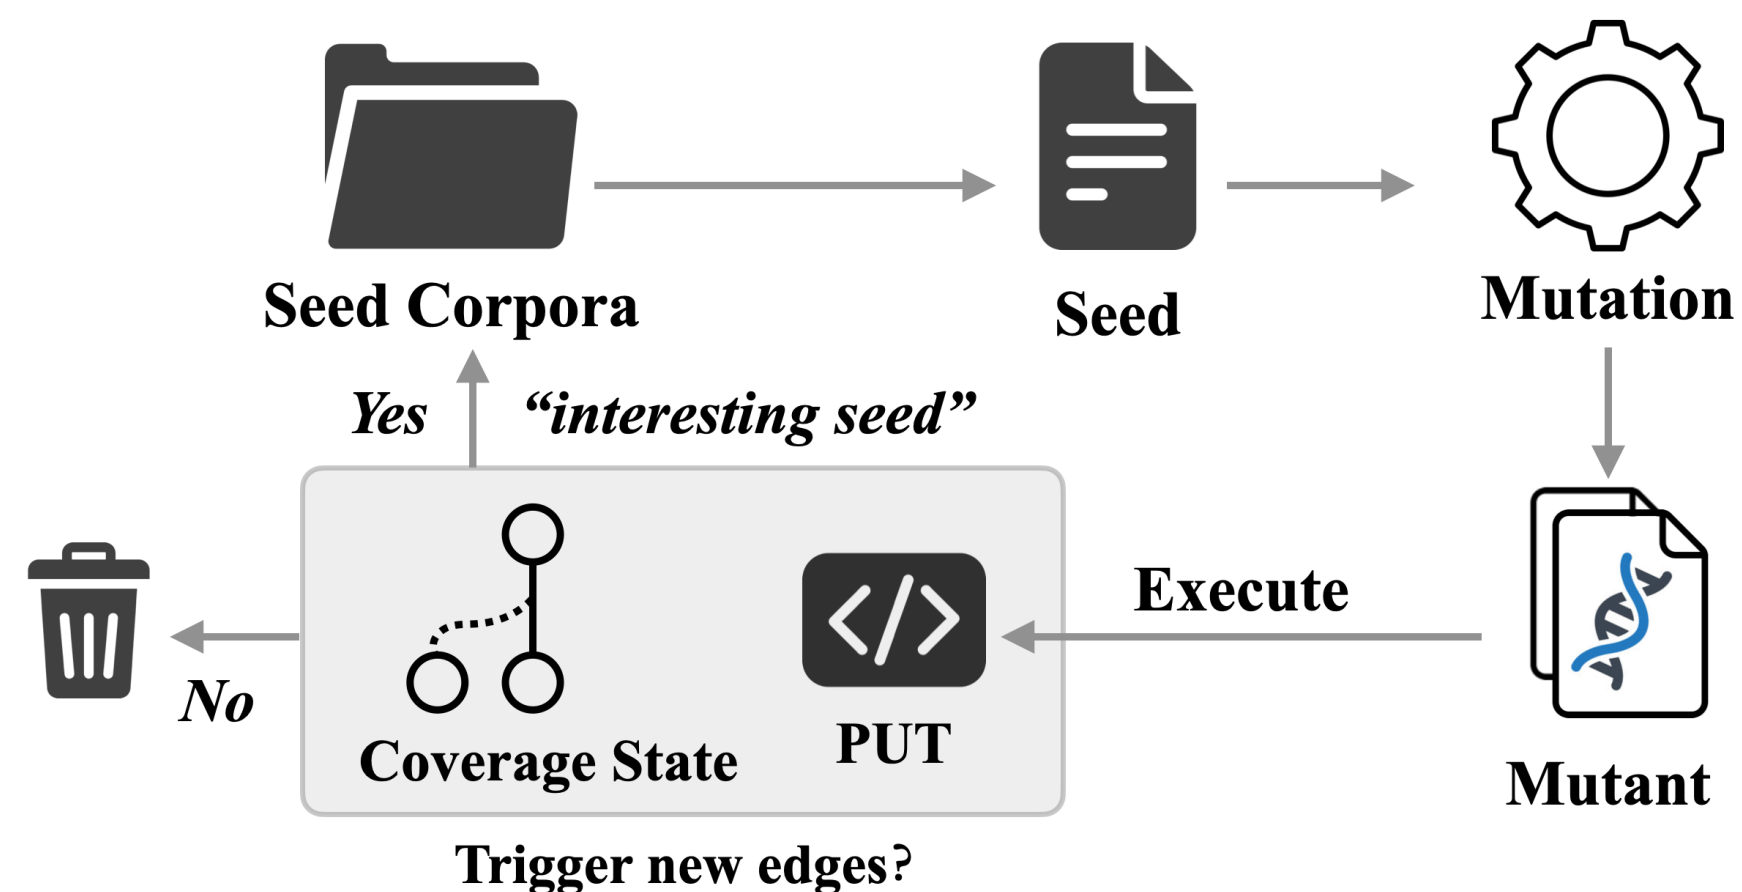 Seed Corpora
Seed
Mutation
Yes
“interesting seed”
Execute
No
Coverage State
PUT
Mutant
Trigger new edges?